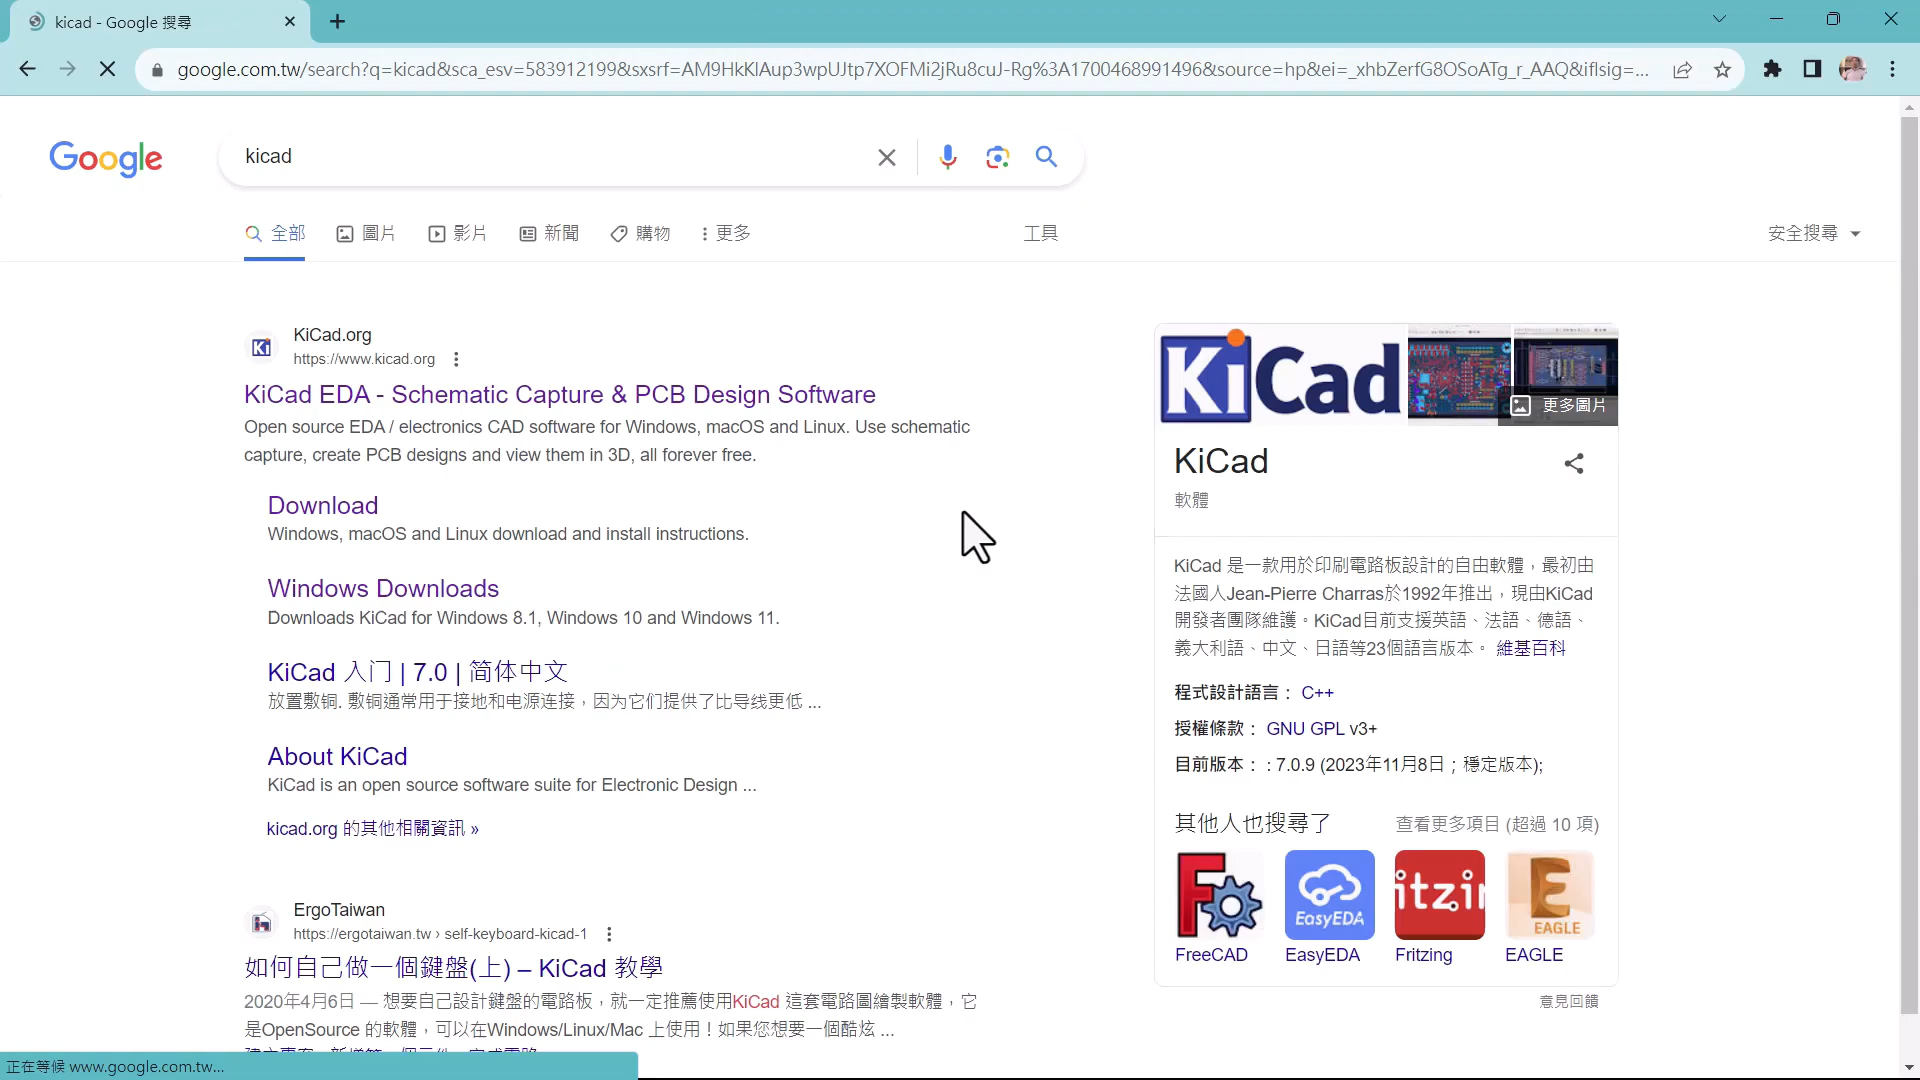 kicad - Google 搜尋
google.com.tw/search?q=kicad&sca_esv=583912199&sxsrf=AM9HkKlAup3wpUJtp7XOFMi2jRu8cuJ-Rg%3A1700468991496&source=hp&ei=_xhbZerfG8OSoATg_r_AAQ&iflsig=...
Google
kicad
全部
圖片
影片
新聞
購物
更多
工具
安全搜尋
KiCad.org
https://www.kicad.org
KiCad EDA - Schematic Capture & PCB Design Software
Open source EDA / electronics CAD software for Windows, macOS and Linux. Use schematic
capture, create PCB designs and view them in 3D, all forever free.
Download
Windows, macOS and Linux download and install instructions.
Windows Downloads
Downloads KiCad for Windows 8.1, Windows 10 and Windows 11.
KiCad 入门 | 7.0 | 简体中文
放置敷铜. 敷铜通常用于接地和电源连接，因为它们提供了比导线更低 ...
About KiCad
KiCad is an open source software suite for Electronic Design ...
kicad.org 的其他相關資訊 »
ErgoTaiwan
https://ergotaiwan.tw › self-keyboard-kicad-1
如何自己做一個鍵盤(上) – KiCad 教學
2020年4月6日 — 想要自己設計鍵盤的電路板，就一定推薦使用KiCad 這套電路圖繪製軟體，它
是OpenSource 的軟體，可以在Windows/Linux/Mac 上使用！如果您想要一個酷炫 ...
正在等候 www.google.com.tw...
KiCad
更多圖片
KiCad
軟體
KiCad 是一款用於印刷電路板設計的自由軟體，最初由
法國人Jean-Pierre Charras於1992年推出，現由KiCad
開發者團隊維護。KiCad目前支援英語、法語、德語、
義大利語、中文、日語等23個語言版本。 維基百科
程式設計語言： C++
授權條款： GNU GPL v3+
目前版本： : 7.0.9 (2023年11月8日；穩定版本);
其他人也搜尋了
查看更多項目 (超過 10 項)
EasyEDA
itzin
E
EAGLE
FreeCAD
EasyEDA
Fritzing
EAGLE
意見回饋